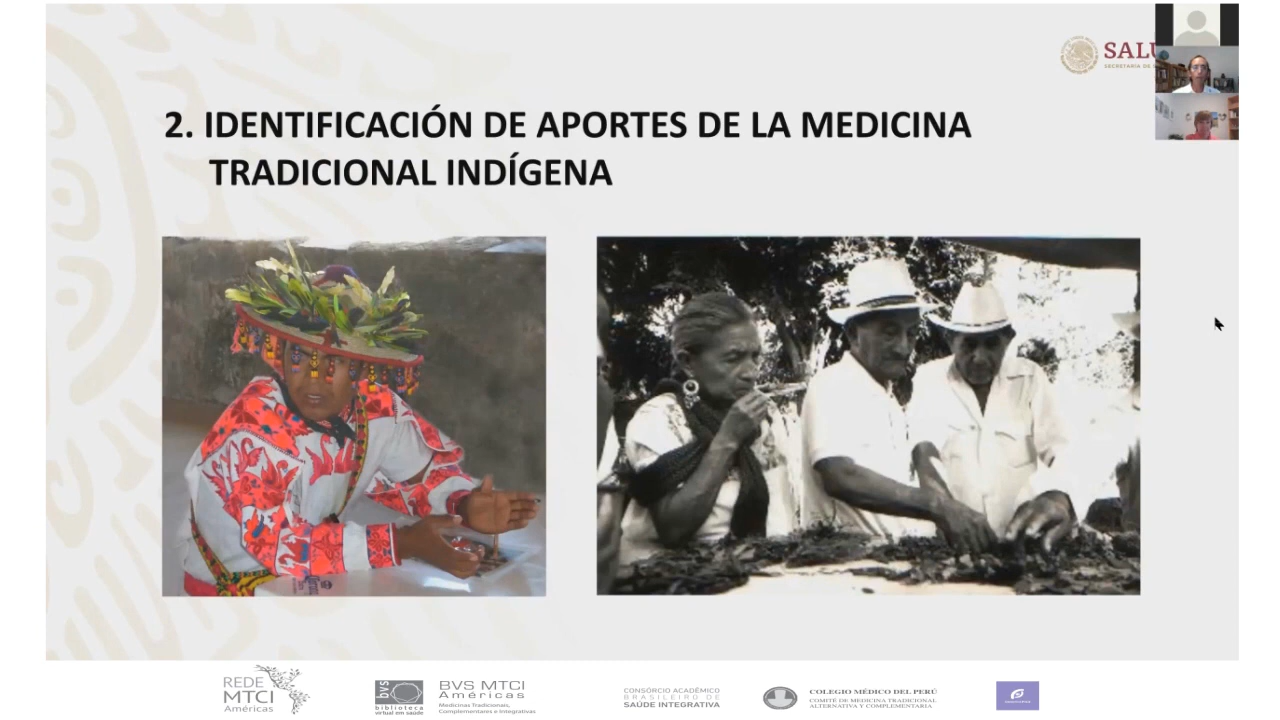 SALU
SECRETARÍA DE
2. IDENTIFICACIÓN DE APORTES DE LA MEDICINA
TRADICIONAL INDÍGENA
REDE
MTCI
Américas
bvs
biblioteca
virtual em saúde
BVS MTCI
Américas
Medicinas Tradicionais,
Complementares e Integrativas
CONSÓRCIO ACADÊMICO
BRASILEIRO DE
SAÚDE INTEGRATIVA
COLEGIO MÉDICO DEL PERÚ
COMITÉ DE MEDICINA TRADICIONAL
ALTERNATIVA Y COMPLEMENTARIA